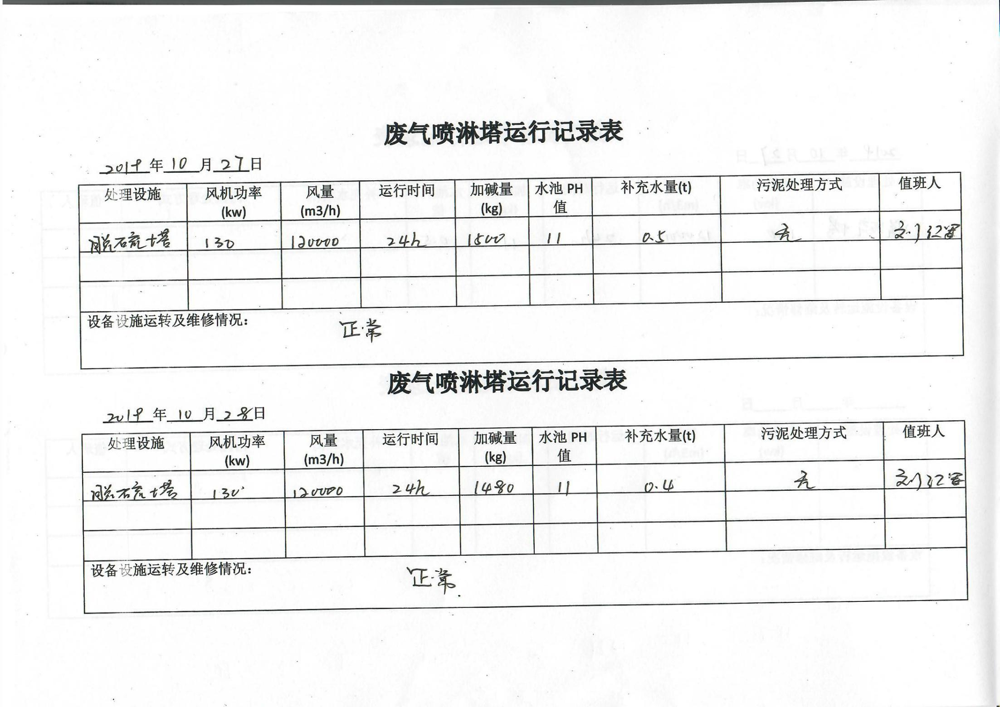 废气喷淋塔运行记录表
2019年10月27日
处理设施 风机功率(kw) 风量(m3/h) 运行时间 加碱量(kg) 水池PH值 补充水量(t) 污泥处理方式 值班人
脱硫塔 130 120000 24h 1500 11 0.5 无 刘红
设备设施运转及维修情况： 正常
废气喷淋塔运行记录表
2019年10月28日
处理设施 风机功率(kw) 风量(m3/h) 运行时间 加碱量(kg) 水池PH值 补充水量(t) 污泥处理方式 值班人
脱硫塔 130 120000 24h 1480 11 0.4 无 刘红
设备设施运转及维修情况： 正常